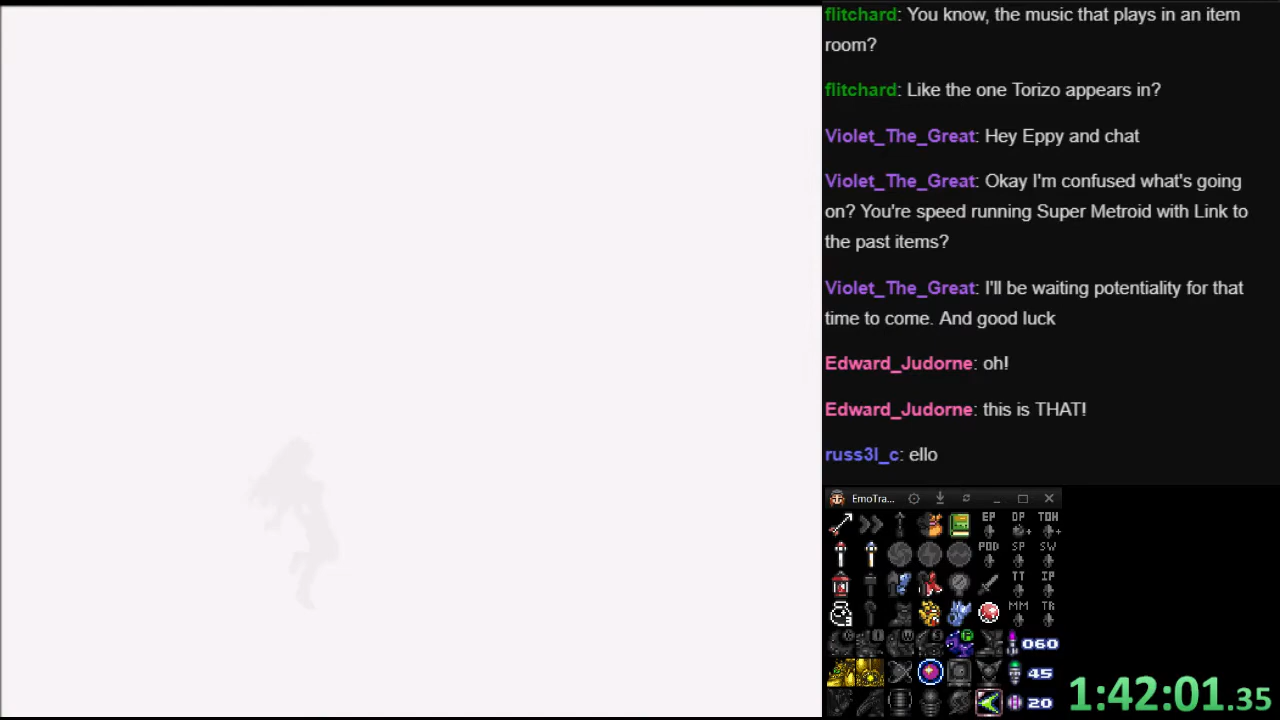 flitchard: You know, the music that plays in an item
room?
flitchard: Like the one Torizo appears in?
Violet_The_Great: Hey Eppy and chat
Violet_The_Great: Okay I'm confused what's going
on? You're speed running Super Metroid with Link to
the past items?
Violet_The_Great: I'll be waiting potentiality for that
time to come. And good luck
Edward_Judorne: oh!
Edward_Judorne: this is THAT!
russ3l_c: ello
EmoTra...
EP DP TOH
POD SP SW
TT IP
MM TR
060
45
20
1:42:01.35